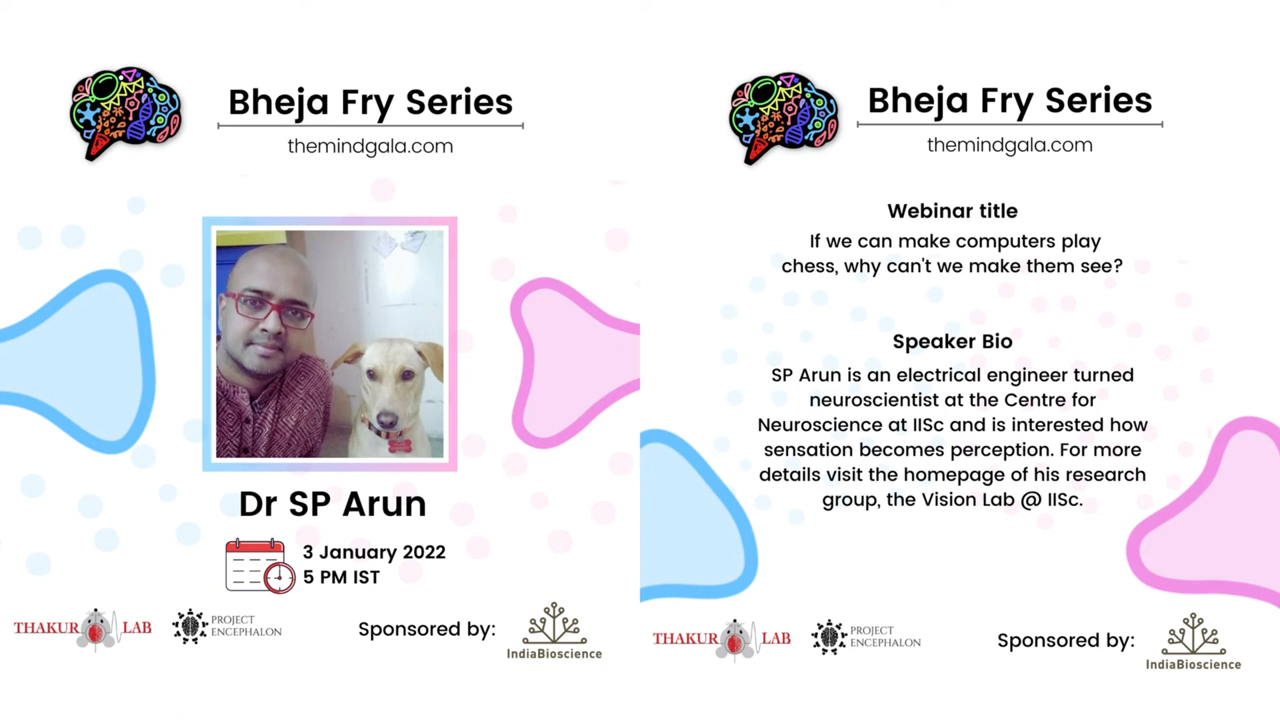 Bheja Fry Series
themindgala.com
Dr SP Arun
3 January 2022
5 PM IST
THAKUR LAB
PROJECT
ENCEPHALON
Sponsored by:
IndiaBioscience
Bheja Fry Series
themindgala.com
Webinar title
If we can make computers play
chess, why can't we make them see?
Speaker Bio
SP Arun is an electrical engineer turned
neuroscientist at the Centre for
Neuroscience at IISc and is interested how
sensation becomes perception. For more
details visit the homepage of his research
group, the Vision Lab @ IISc.
THAKUR LAB
PROJECT
ENCEPHALON
Sponsored by:
IndiaBioscience